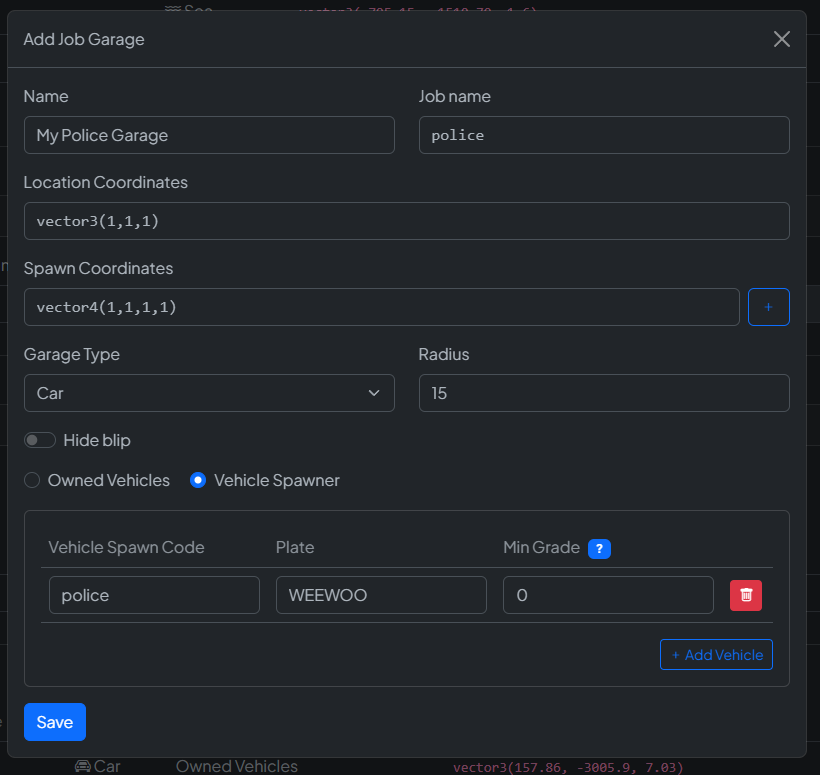 Add Job Garage
Name Job name
My Police Garage police
Location Coordinates
vector3(1,1,1)
Spawn Coordinates
vector4(1,1,1,1) +
Garage Type Radius
Car 15
Hide blip
Owned Vehicles Vehicle Spawner
Vehicle Spawn Code Plate Min Grade ?
police WEEWOO 0
+ Add Vehicle
Save
Car Owned Vehicles vector3(157.86, -3005.9, 7.03)